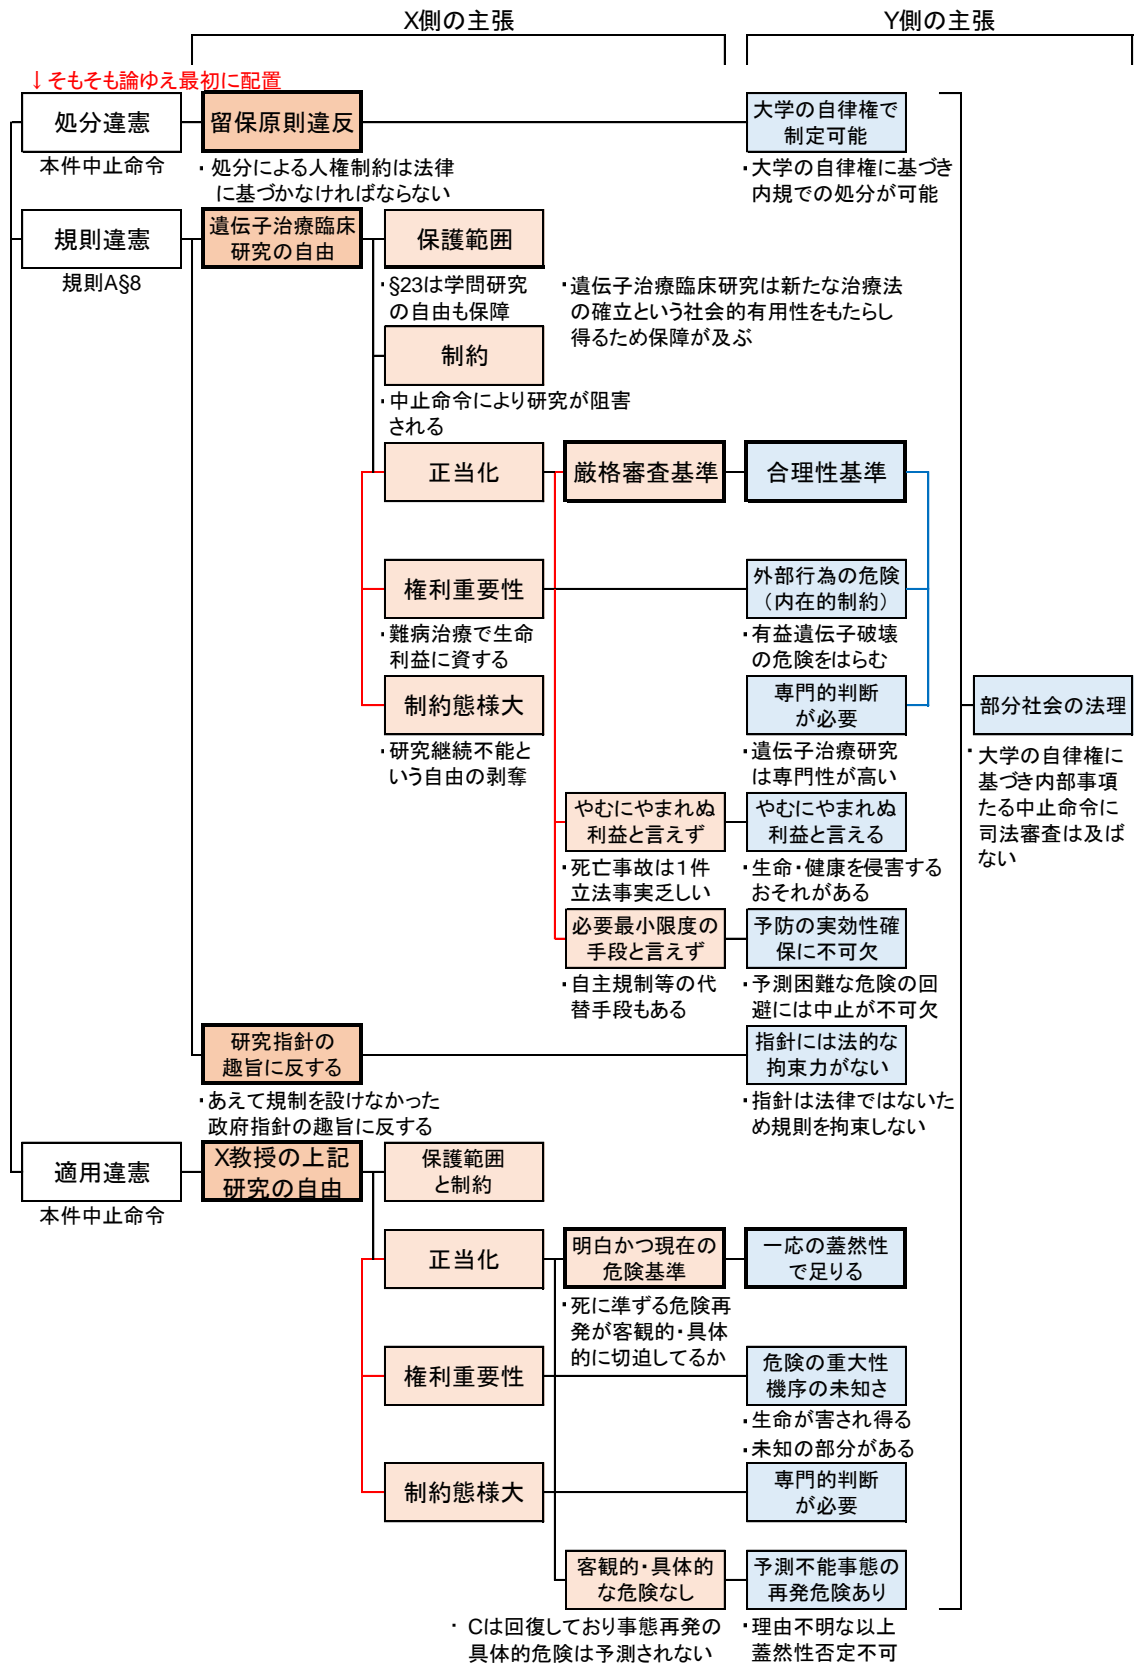 X側の主張
Y側の主張
↓そもそも論ゆえ最初に配置
処分違憲
留保原則違反
大学の自律権で
制定可能
本件中止命令
・処分による人権制約は法律
に基づかなければならない
・大学の自律権に基づき
内規での処分が可能
規則違憲
遺伝子治療臨床
研究の自由
保護範囲
規則A§8
・§23は学問研究
の自由も保障
・遺伝子治療臨床研究は新たな治療法
の確立という社会的有用性をもたらし
得るため保障が及ぶ
制約
・中止命令により研究が阻害
される
正当化
厳格審査基準
合理性基準
権利重要性
外部行為の危険
（内在的制約）
・難病治療で生命
利益に資する
・有益遺伝子破壊
の危険をはらむ
制約態様大
専門的判断
が必要
部分社会の法理
・研究継続不能と
いう自由の剥奪
・遺伝子治療研究
は専門性が高い
・大学の自律権に
基づき内部事項
たる中止命令に
司法審査は及ば
ない
やむにやまれぬ
利益と言えず
やむにやまれぬ
利益と言える
・死亡事故は１件
立法事実乏しい
・生命・健康を侵害する
おそれがある
必要最小限度の
手段と言えず
予防の実効性確
保に不可欠
・自主規制等の代
替手段もある
・予測困難な危険の回
避には中止が不可欠
研究指針の
趣旨に反する
指針には法的な
拘束力がない
・あえて規制を設けなかった
政府指針の趣旨に反する
・指針は法律ではないた
め規則を拘束しない
適用違憲
X教授の上記
研究の自由
保護範囲
と制約
本件中止命令
正当化
明白かつ現在の
危険基準
一応の蓋然性
で足りる
・死に準ずる危険再
発が客観的・具体
的に切迫してるか
権利重要性
危険の重大性
機序の未知さ
・生命が害され得る
・未知の部分がある
制約態様大
専門的判断
が必要
客観的・具体的
な危険なし
予測不能事態の
再発危険あり
・Cは回復しており事態再発の
具体的危険は予測されない
・理由不明な以上
蓋然性否定不可